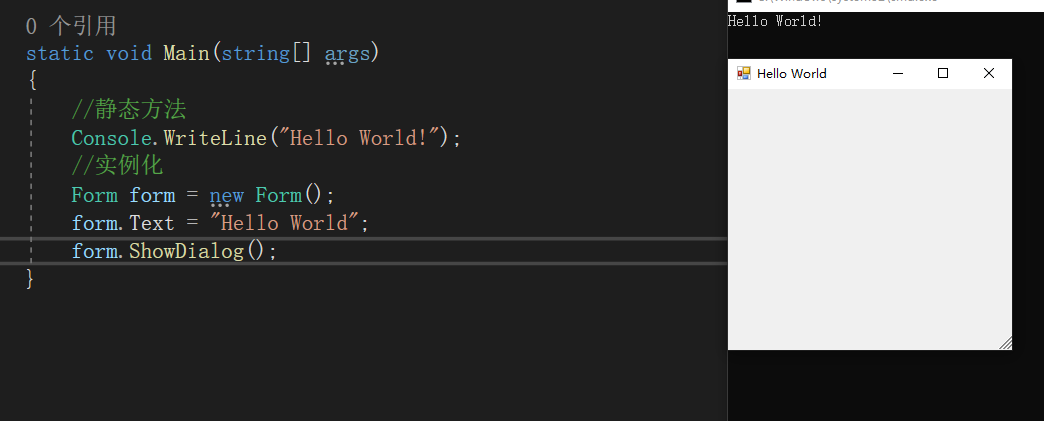 0 个引用
static void Main(string[] args)
{
//静态方法
Console.WriteLine("Hello World!");
//实例化
Form form = new Form();
form.Text = "Hello World";
form.ShowDialog();
}
Hello World!
Hello World